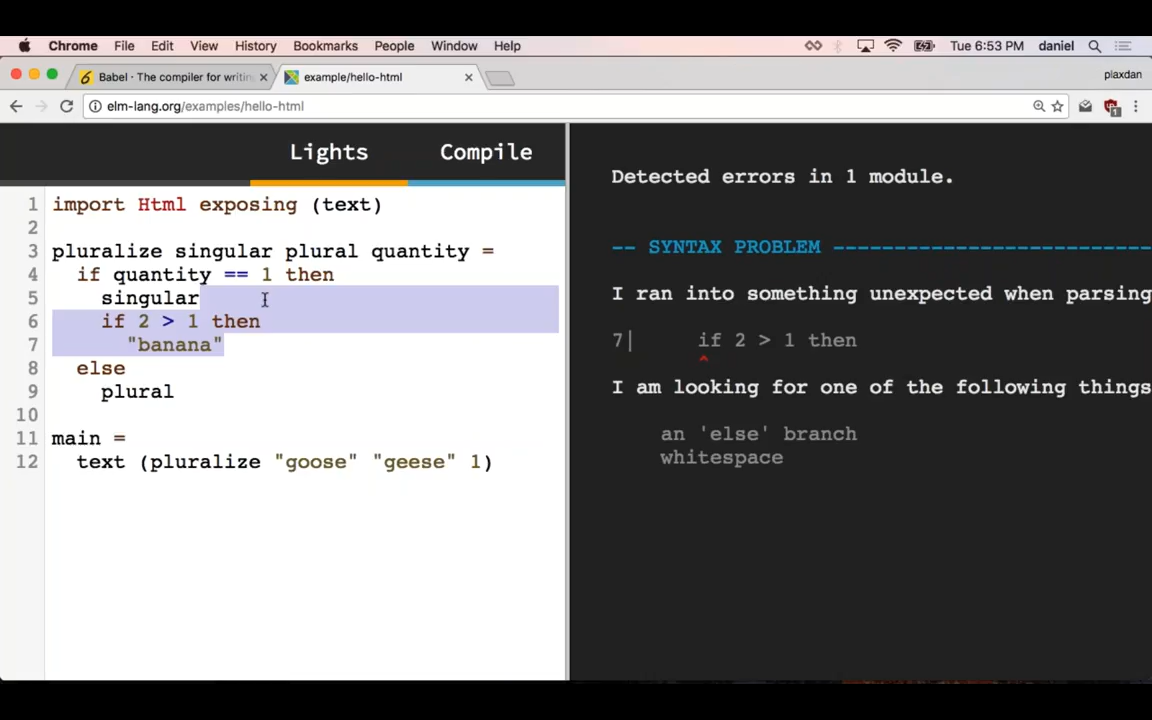 Chrome File Edit View History Bookmarks People Window Help Tue 6:53 PM daniel
Babel · The compiler for writin example/hello-html plaxdan
elm-lang.org/examples/hello-html
Lights Compile
1 import Html exposing (text)
2
3 pluralize singular plural quantity =
4 if quantity == 1 then
5 singular
6 if 2 > 1 then
7 "banana"
8 else
9 plural
10
11 main =
12 text (pluralize "goose" "geese" 1)
Detected errors in 1 module.
-- SYNTAX PROBLEM --------------------------
I ran into something unexpected when parsing
7| if 2 > 1 then
^
I am looking for one of the following things
an 'else' branch
whitespace